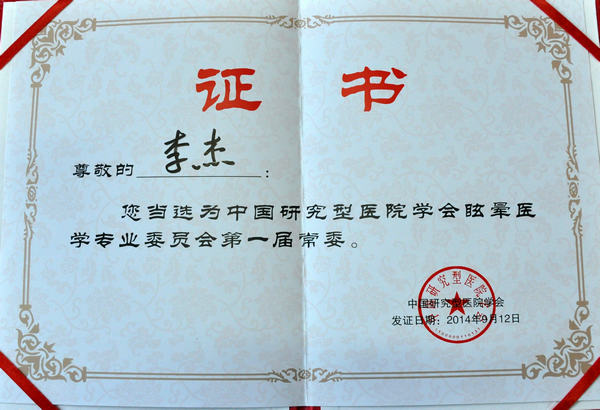 证书
尊敬的 李杰 :
您当选为中国研究型医院学会眩晕医
学专业委员会第一届常委。
中国研究型医院学会
发证日期：2014年9月12日